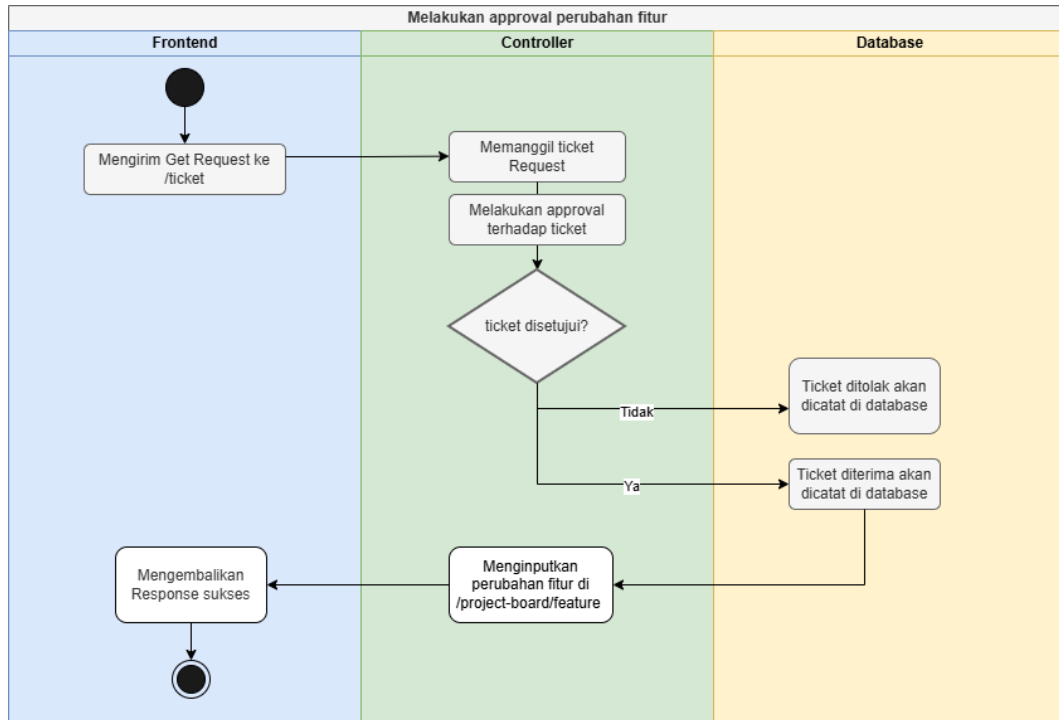 Melakukan approval perubahan fitur
Frontend
Controller
Database
Mengirim Get Request ke
/ticket
Memanggil ticket
Request
Melakukan approval
terhadap ticket
ticket disetujui?
Tidak
Ticket ditolak akan
dicatat di database
Ya
Ticket diterima akan
dicatat di database
Menginputkan
perubahan fitur di
/project-board/feature
Mengembalikan
Response sukses